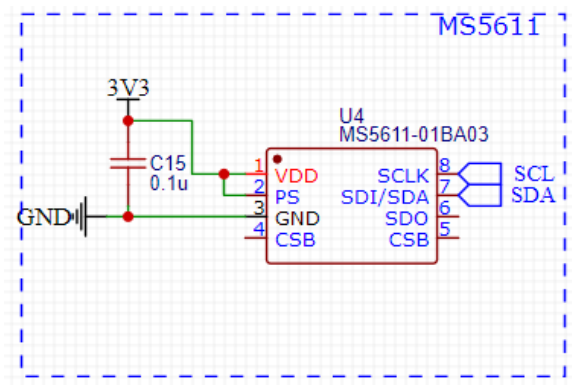 MS5611
3V3
U4
MS5611-01BA03
C15
0.1u
1 VDD SCLK 8 SCL
2 PS SDI/SDA 7 SDA
GND 3 GND SDO 6
4 CSB CSB 5